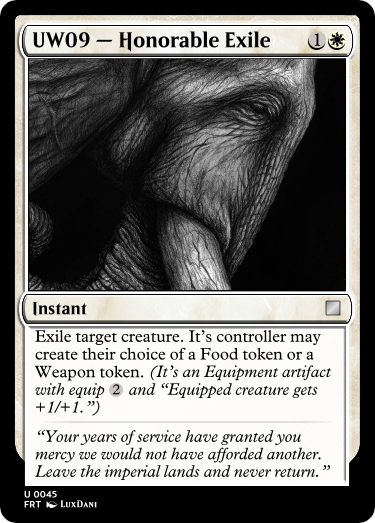 UW09 — Honorable Exile 1
Instant
Exile target creature. It's controller may
create their choice of a Food token or a
Weapon token. (It's an Equipment artifact
with equip 2 and “Equipped creature gets
+1/+1.”)
“Your years of service have granted you
mercy we would not have afforded another.
Leave the imperial lands and never return.”
U 0045
FRT LuxDani